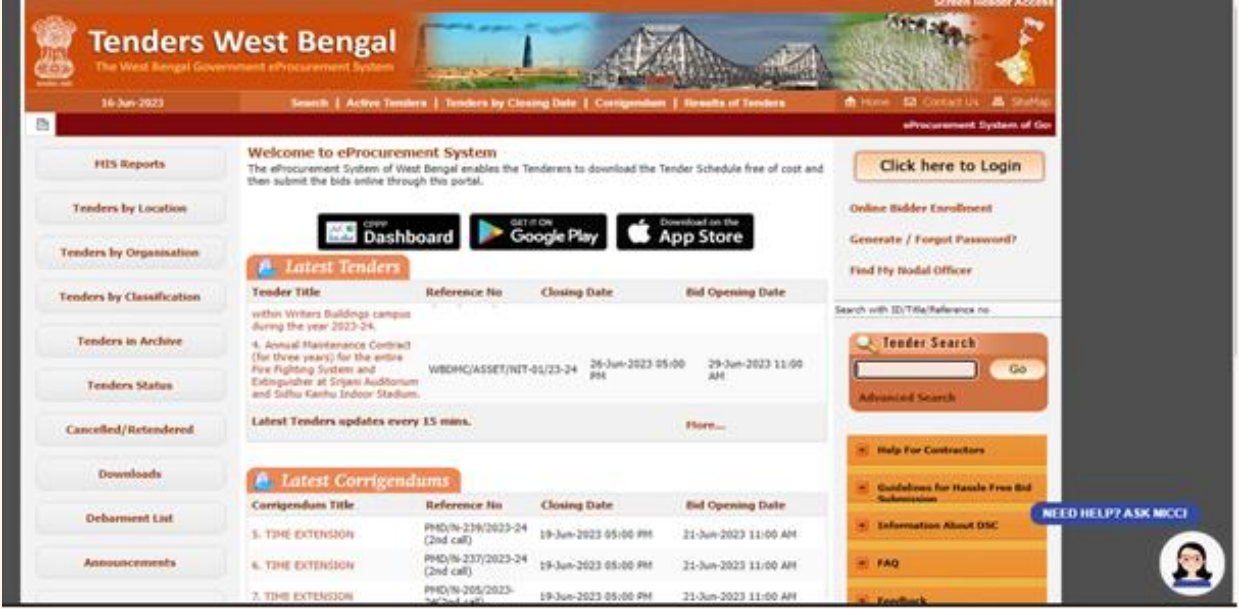 Screen Reader Access
Tenders West Bengal
The West Bengal Government eProcurement System
16-Jun-2023
Search | Active Tenders | Tenders by Closing Date | Corrigendum | Results of Tenders
Home Contact Us SiteMap
eProcurement System of Go
MIS Reports
Tenders by Location
Tenders by Organisation
Tenders by Classification
Tenders in Archive
Tenders Status
Cancelled/Retendered
Downloads
Debarment List
Announcements
Welcome to eProcurement System
The eProcurement System of West Bengal enables the Tenderers to download the Tender Schedule free of cost and
then submit the bids online through this portal.
CPPP
Dashboard
GET IT ON
Google Play
Download on the
App Store
Latest Tenders
Tender Title Reference No Closing Date Bid Opening Date
within Writers Buildings campus
during the year 2023-24.
4. Annual Maintenance Contract
(for three years) for the entire
Fire Fighting System and
Extinguisher at Srijani Auditorium
and Sidhu Kanhu Indoor Stadium.
WBDMC/ASSET/NIT-01/23-24
26-Jun-2023 05:00
PM
29-Jun-2023 11:00
AM
Latest Tenders updates every 15 mins. More...
Latest Corrigendums
Corrigendum Title Reference No Closing Date Bid Opening Date
5. TIME EXTENSION
PMD/N-239/2023-24
(2nd call)
19-Jun-2023 05:00 PM 21-Jun-2023 11:00 AM
6. TIME EXTENSION
PMD/N-237/2023-24
(2nd call)
19-Jun-2023 05:00 PM 21-Jun-2023 11:00 AM
7. TIME EXTENSION
PMD/N-205/2023-
24(2nd call)
19-Jun-2023 05:00 PM 21-Jun-2023 11:00 AM
Click here to Login
Online Bidder Enrollment
Generate / Forgot Password?
Find My Nodal Officer
Search with ID/Title/Reference no
Tender Search
Go
Advanced Search
Help For Contractors
Guidelines for Hassle Free Bid
Submission
Information About DSC
FAQ
Feedback
NEED HELP? ASK NICCI